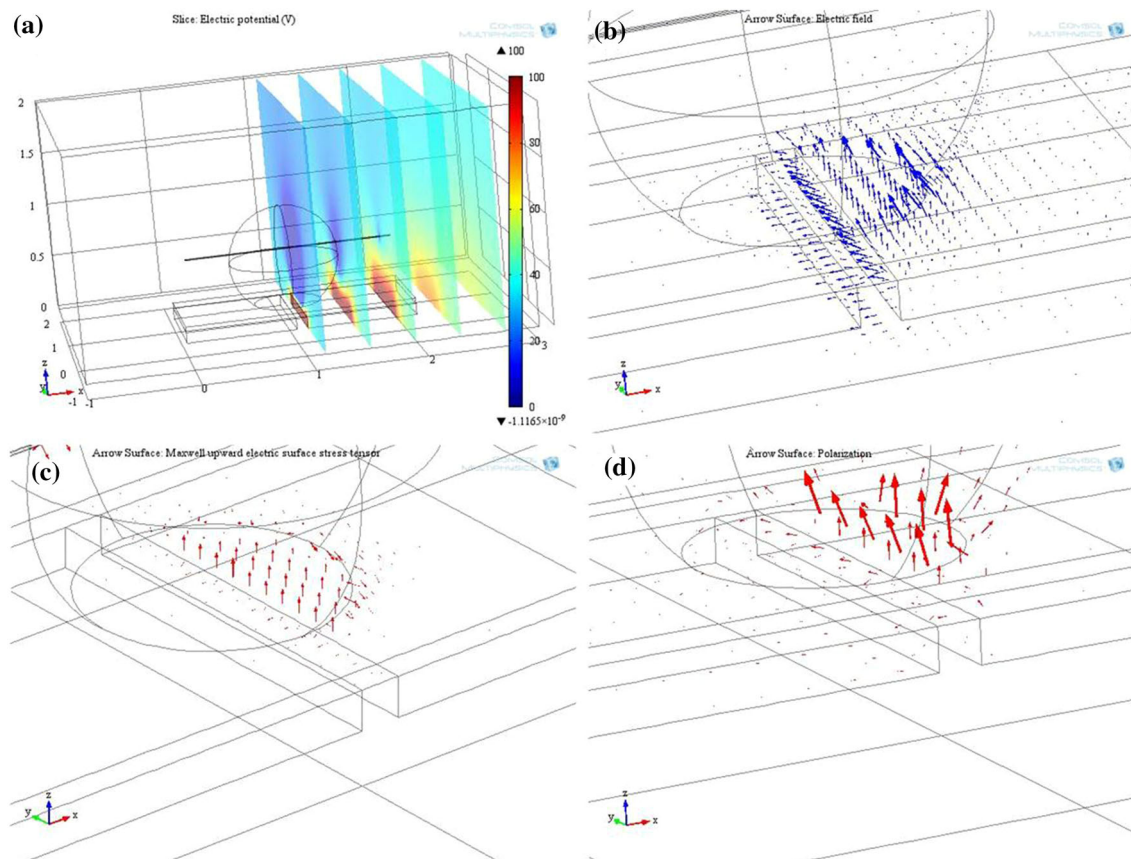 (a)
Slice: Electric potential (V)
COMSOL
MULTIPHYSICS
▲ 100
2
1.5
1
0.5
0
2
1
0
-1
-1
0
1
2
3
z
y
x
100
80
60
40
20
0
▼ -1.1165×10⁻⁹
(b)
Arrow Surface: Electric field
COMSOL
MULTIPHYSICS
z
y
x
(c)
Arrow Surface: Maxwell upward electric surface stress tensor
COMSOL
MULTIPHYSICS
z
y
x
(d)
Arrow Surface: Polarization
COMSOL
MULTIPHYSICS
z
y
x